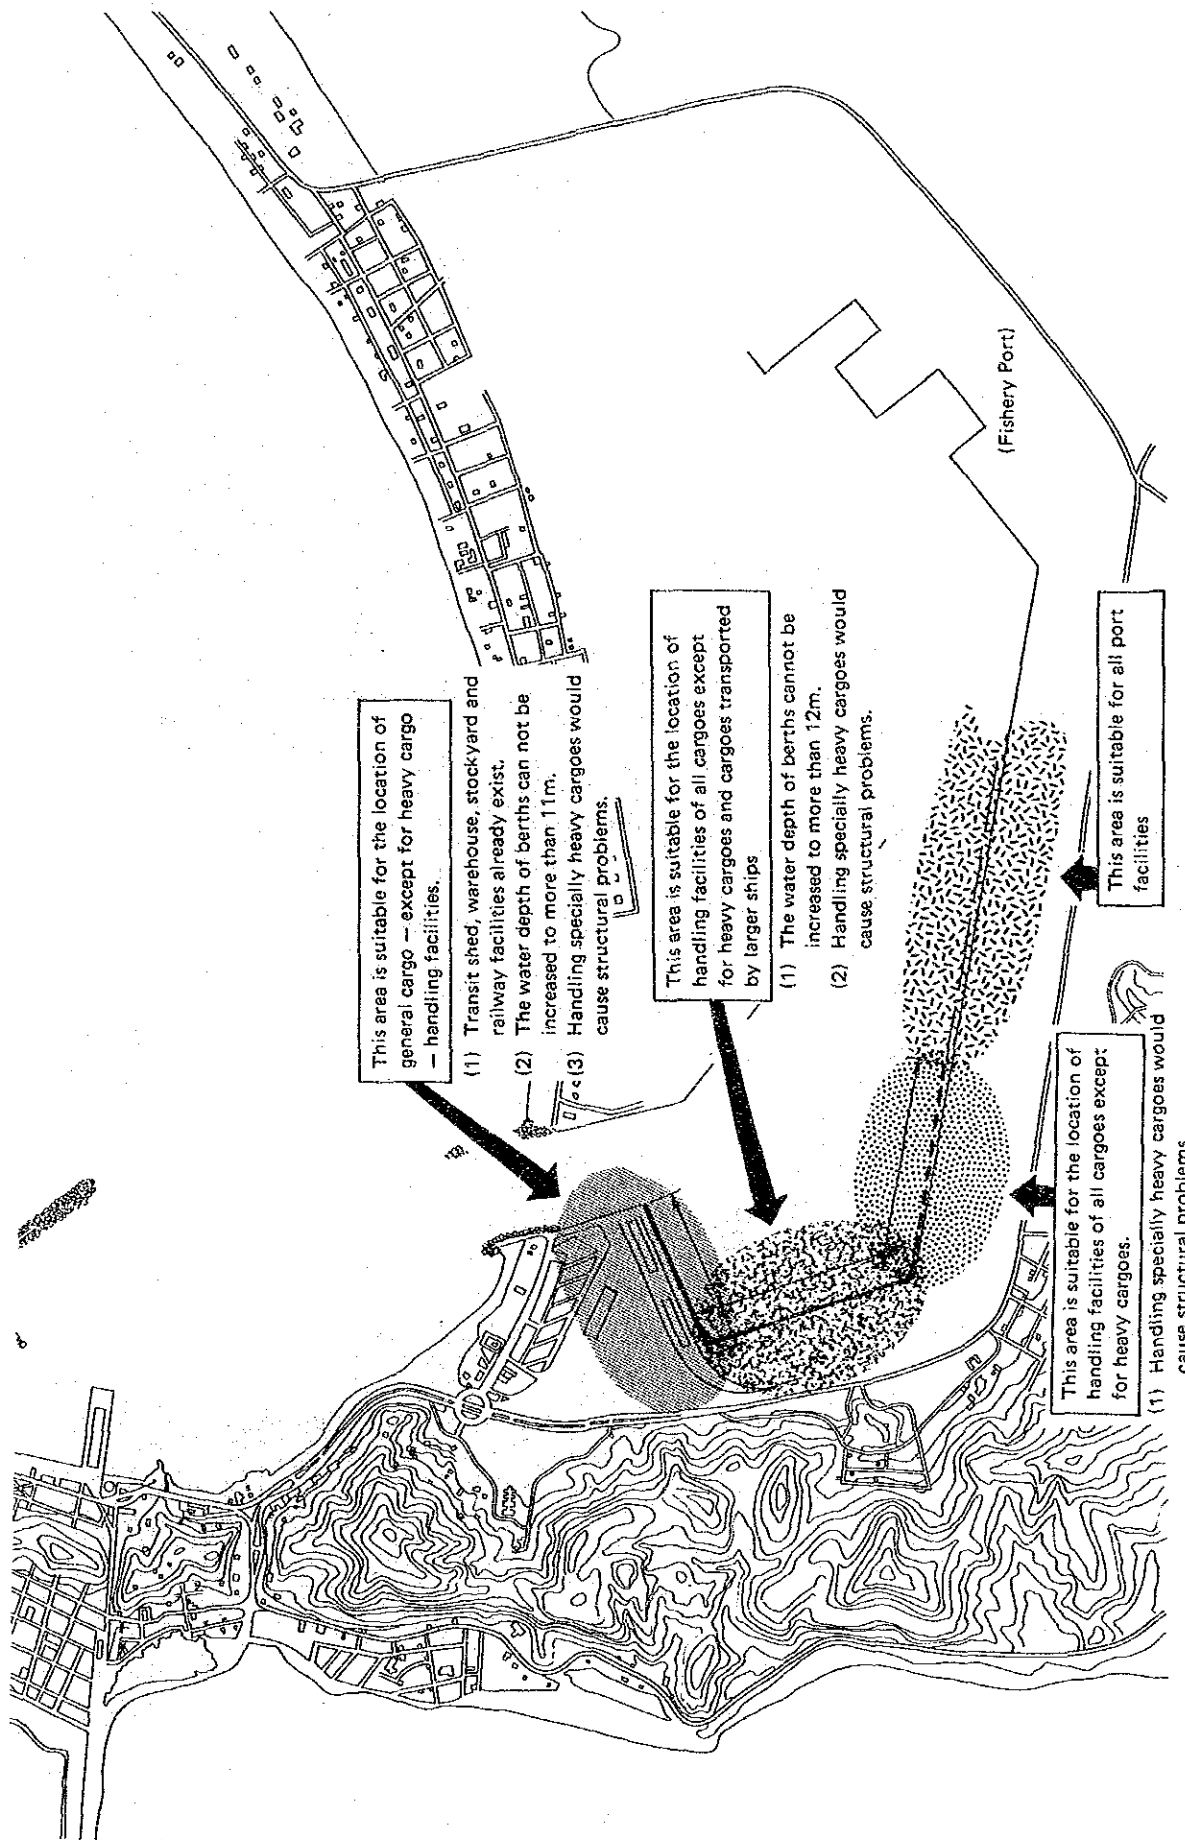 This area is suitable for the location of
general cargo — except for heavy cargo
— handling facilities.
(1) Transit shed, warehouse, stockyard and
railway facilities already exist.
(2) The water depth of berths can not be
increased to more than 11m.
(3) Handling specially heavy cargoes would
cause structural problems.
This area is suitable for the location of
handling facilities of all cargoes except
for heavy cargoes and cargoes transported
by larger ships
(1) The water depth of berths cannot be
increased to more than 12m.
(2) Handling specially heavy cargoes would
cause structural problems.
(Fishery Port)
This area is suitable for all port
facilities
This area is suitable for the location of
handling facilities of all cargoes except
for heavy cargoes.
(1) Handling specially heavy cargoes would
cause structural problems